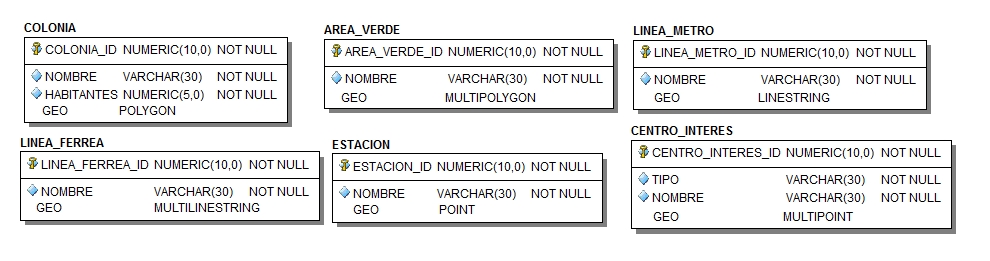 COLONIA
COLONIA_ID NUMERIC(10,0) NOT NULL
NOMBRE VARCHAR(30) NOT NULL
HABITANTES NUMERIC(5,0) NOT NULL
GEO POLYGON
AREA_VERDE
AREA_VERDE_ID NUMERIC(10,0) NOT NULL
NOMBRE VARCHAR(30) NOT NULL
GEO MULTIPOLYGON
LINEA_METRO
LINEA_METRO_ID NUMERIC(10,0) NOT NULL
NOMBRE VARCHAR(30) NOT NULL
GEO LINESTRING
LINEA_FERREA
LINEA_FERREA_ID NUMERIC(10,0) NOT NULL
NOMBRE VARCHAR(30) NOT NULL
GEO MULTILINESTRING
ESTACION
ESTACION_ID NUMERIC(10,0) NOT NULL
NOMBRE VARCHAR(30) NOT NULL
GEO POINT
CENTRO_INTERES
CENTRO_INTERES_ID NUMERIC(10,0) NOT NULL
TIPO VARCHAR(30) NOT NULL
NOMBRE VARCHAR(30) NOT NULL
GEO MULTIPOINT